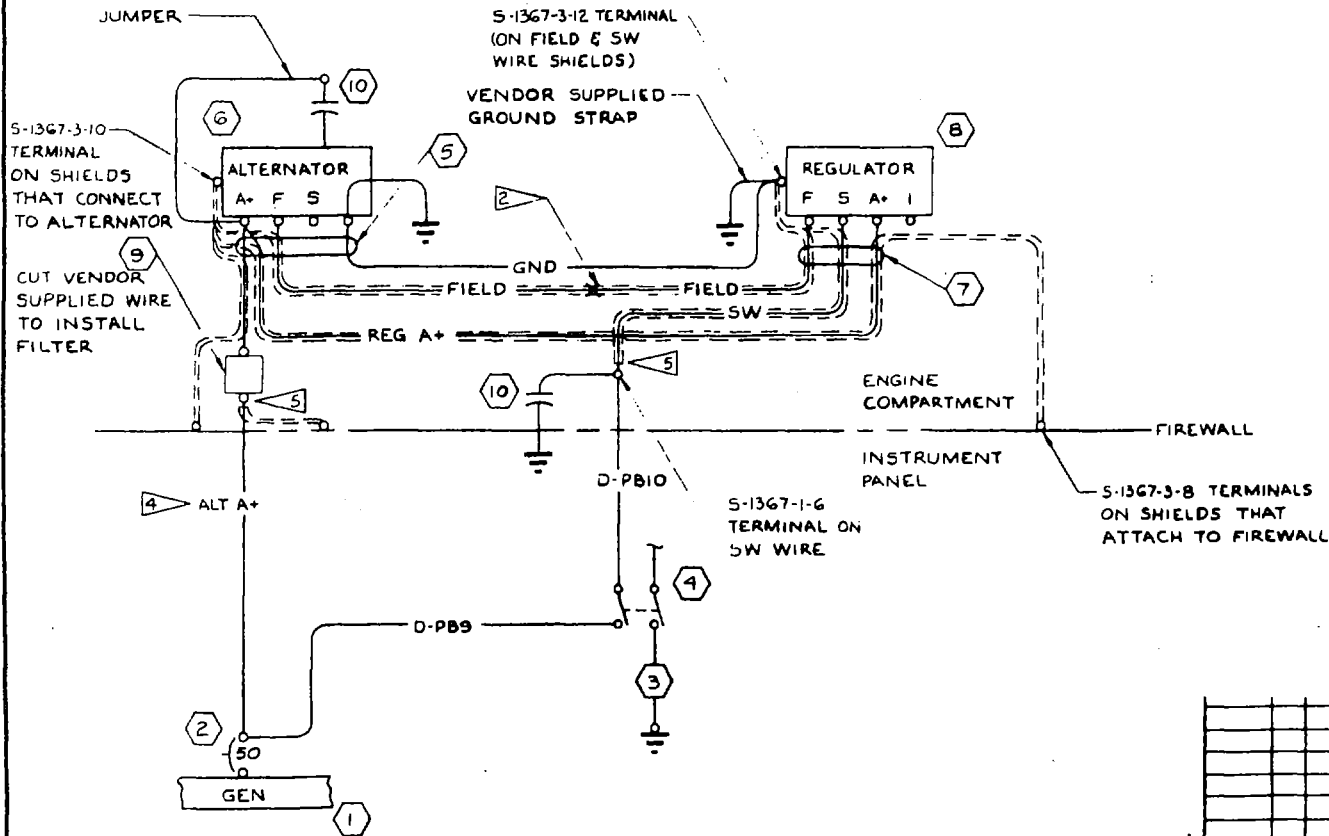 JUMPER
S-1367-3-12 TERMINAL
(ON FIELD & SW
WIRE SHIELDS)
VENDOR SUPPLIED
GROUND STRAP
10
6
8
5
S-1367-3-10
TERMINAL
ON SHIELDS
THAT CONNECT
TO ALTERNATOR
ALTERNATOR
A+ F S
REGULATOR
F S A+ I
2
9
CUT VENDOR
SUPPLIED WIRE
TO INSTALL
FILTER
GND
FIELD
FIELD
7
SW
REG A+
5
5
10
ENGINE
COMPARTMENT
FIREWALL
INSTRUMENT
PANEL
D-PB10
4
ALT A+
S-1367-1-6
TERMINAL ON
SW WIRE
S-1367-3-8 TERMINALS
ON SHIELDS THAT
ATTACH TO FIREWALL
4
D-PB9
3
2
50
GEN
1